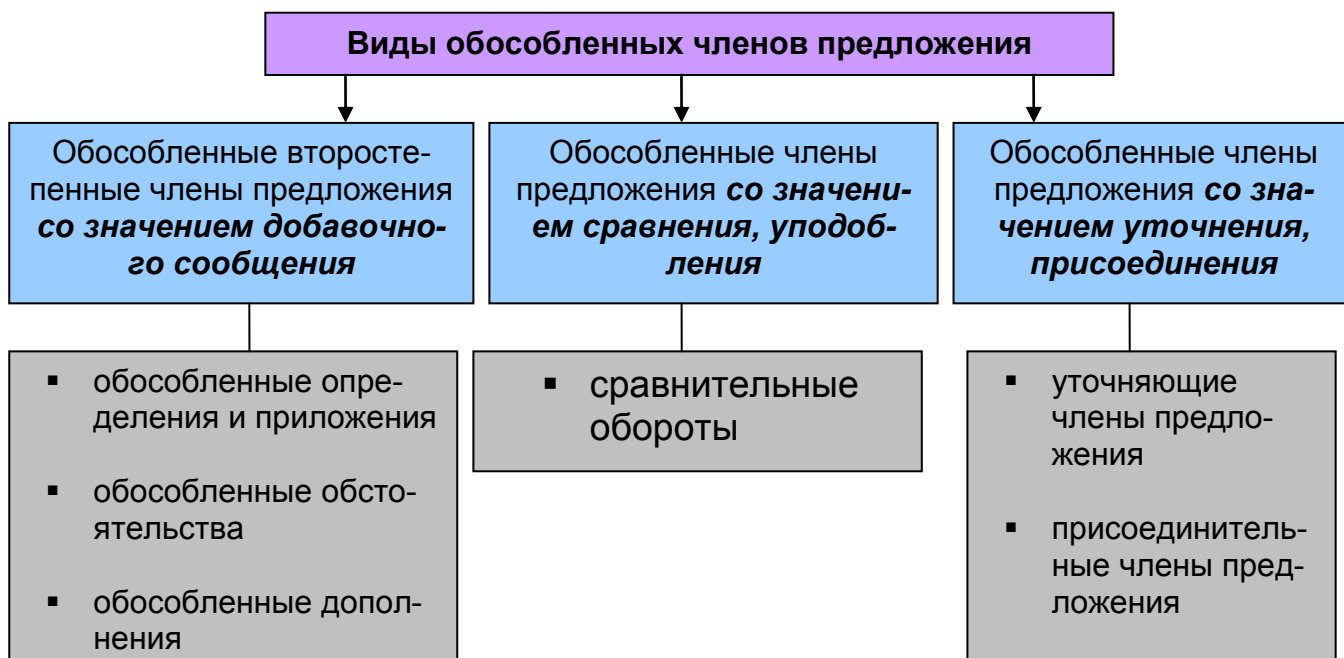 Виды обособленных членов предложения
Обособленные второсте-
пенные члены предложения
со значением добавочно-
го сообщения
Обособленные члены
предложения со значени-
ем сравнения, уподоб-
ления
Обособленные члены
предложения со зна-
чением уточнения,
присоединения
▪ обособленные опре-
деления и приложения
▪ обособленные обсто-
ятельства
▪ обособленные допол-
нения
▪ сравнительные
обороты
▪ уточняющие
члены предло-
жения
▪ присоединитель-
ные члены пред-
ложения